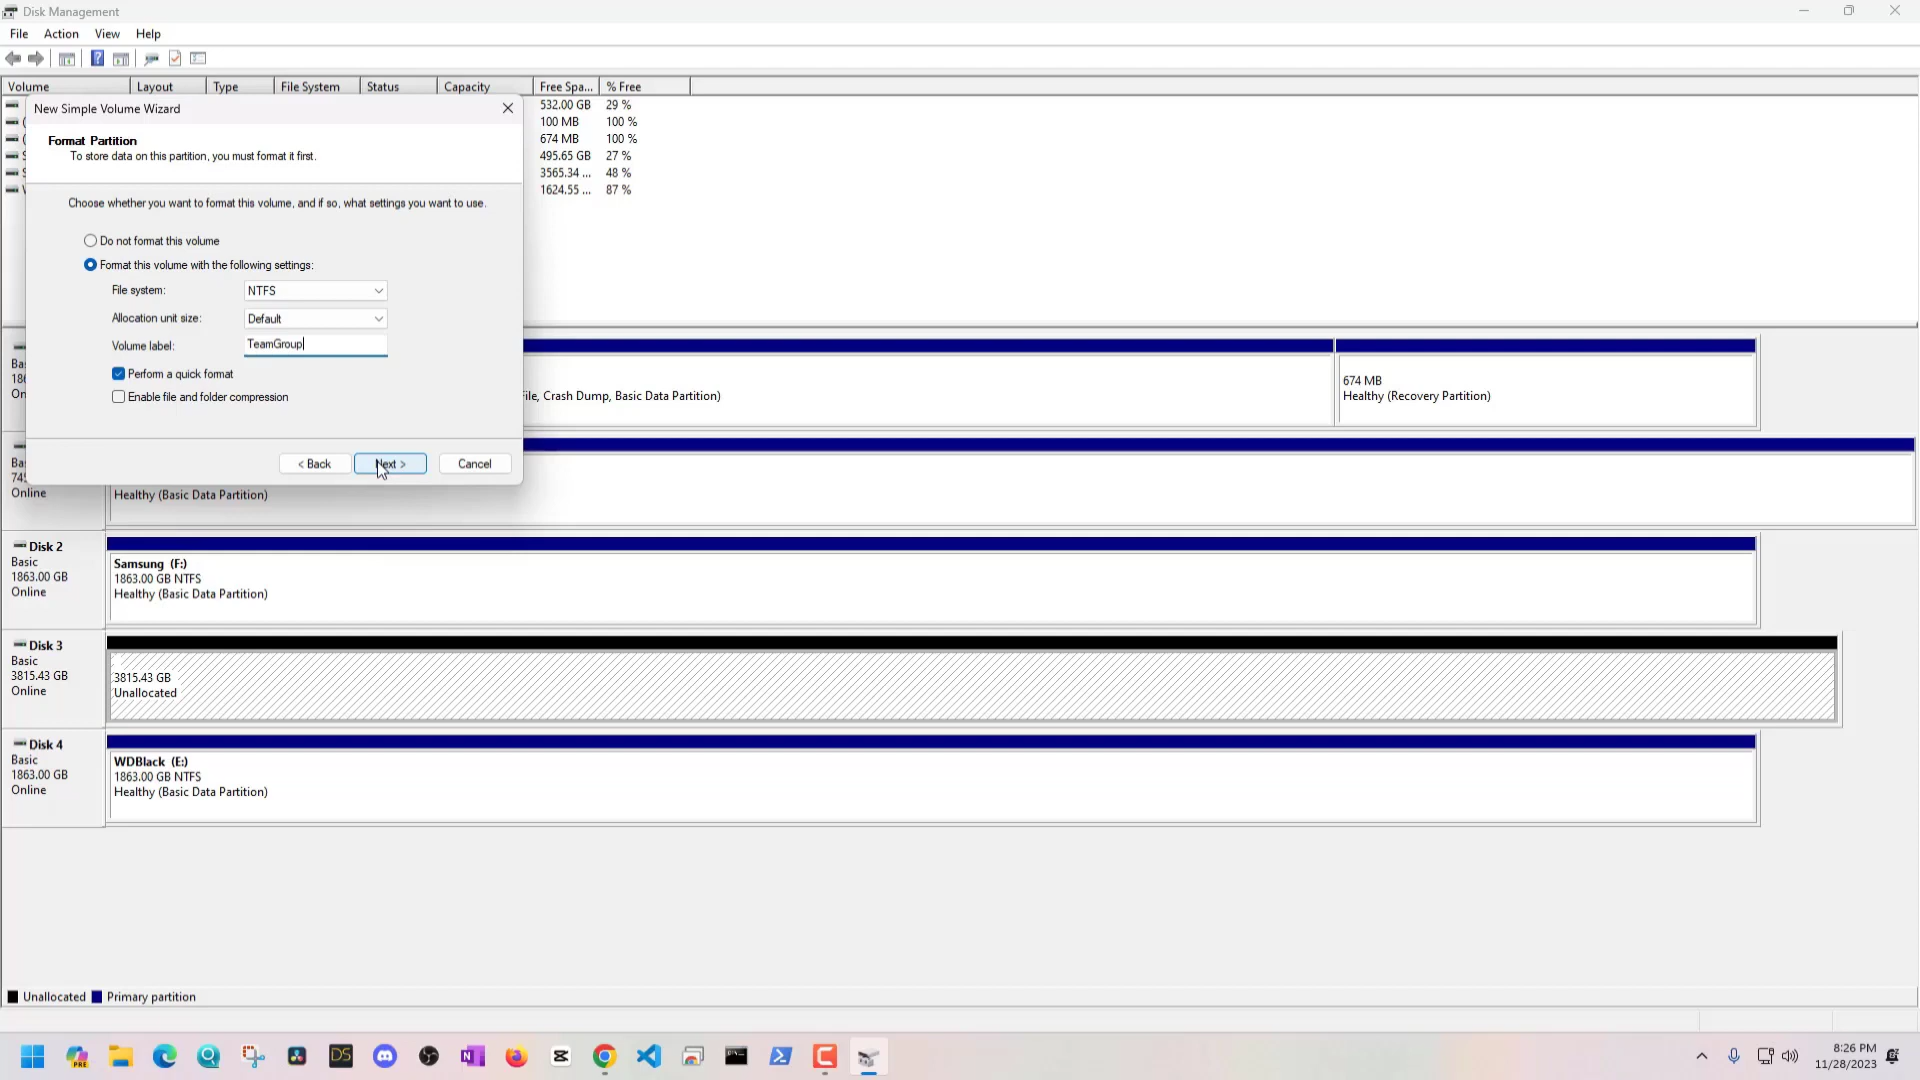 Disk Management
File Action View Help
Volume Layout Type File System Status Capacity Free Spa... % Free
532.00 GB 29 %
100 MB 100 %
674 MB 100 %
495.65 GB 27 %
3565.34 ... 48 %
1624.55 ... 87 %
New Simple Volume Wizard
Format Partition
To store data on this partition, you must format it first.
Choose whether you want to format this volume, and if so, what settings you want to use.
Do not format this volume
Format this volume with the following settings:
File system: NTFS
Allocation unit size: Default
Volume label: TeamGroup
Perform a quick format
Enable file and folder compression
< Back Next > Cancel
File, Crash Dump, Basic Data Partition)
674 MB
Healthy (Recovery Partition)
Online
Healthy (Basic Data Partition)
Disk 2
Basic
1863.00 GB
Online
Samsung (F:)
1863.00 GB NTFS
Healthy (Basic Data Partition)
Disk 3
Basic
3815.43 GB
Online
3815.43 GB
Unallocated
Disk 4
Basic
1863.00 GB
Online
WDBlack (E:)
1863.00 GB NTFS
Healthy (Basic Data Partition)
Unallocated Primary partition
PRE
DS
N
8:26 PM
11/28/2023